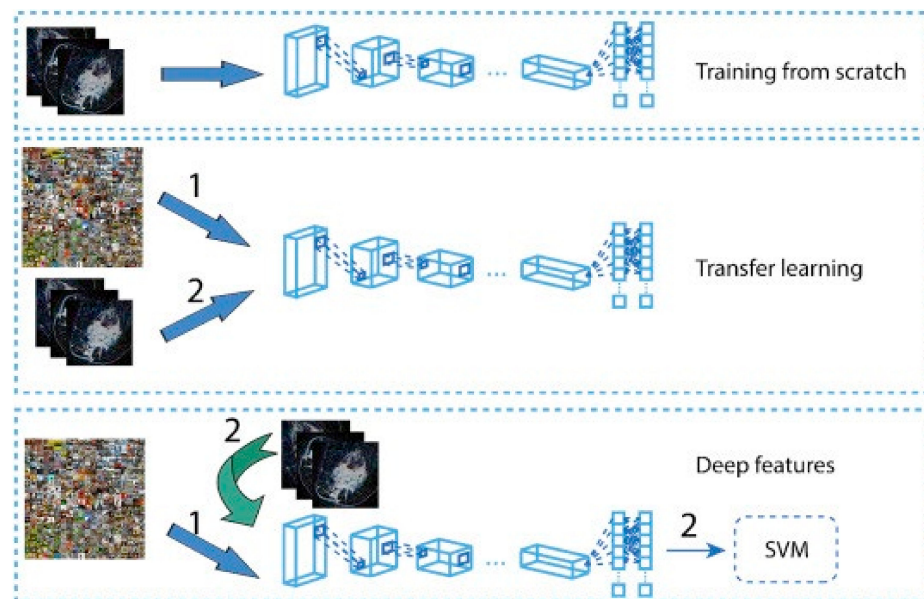 Training from scratch
1
2
Transfer learning
2
Deep features
1
2
SVM